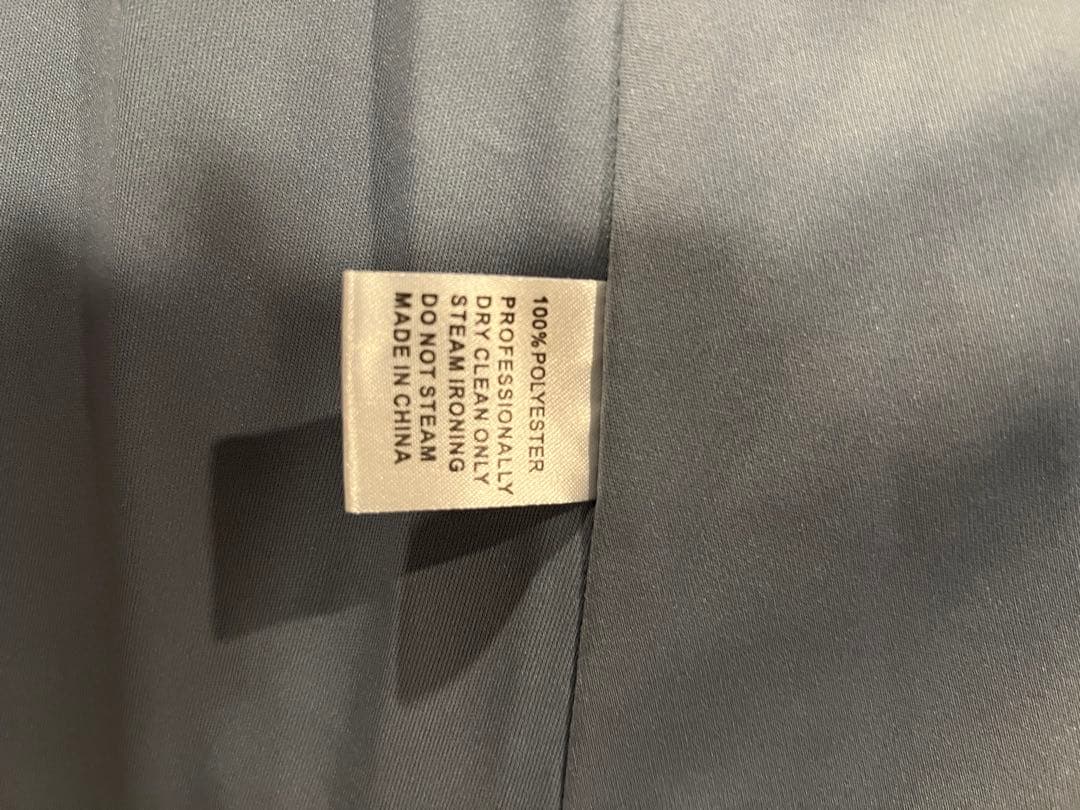 100%POLYESTER
PROFESSIONALLY
DRY CLEAN ONLY
STEAM IRONING
DO NOT STEAM
MADE IN CHINA